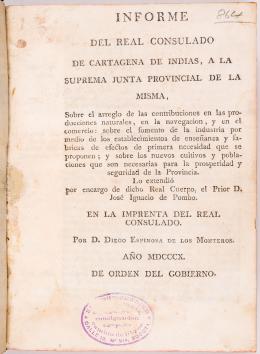 INFORME
DEL REAL CONSULADO
DE CARTAGENA DE INDIAS, A LA
SUPREMA JUNTA PROVINCIAL DE LA
MISMA,
Sobre el arreglo de las contribuciones en las pro-
ducciones naturales, en la navegacion, y en el
comercio: sobre el fomento de la industria por
medio de los establecimientos de enseñanza y fa-
bricas de efectos de primera necesidad que se
proponen; y sobre los nuevos cultivos y pobla-
ciones que son necesarias para la prosperidad y
seguridad de la Provincia.
Lo extendió
por encargo de dicho Real Cuerpo, el Prior D.
José Ignacio de Pombo.
EN LA IMPRENTA DEL REAL
CONSULADO.
Por D. Diego Espinosa de los Monteros.
AÑO MDCCCX.
DE ORDEN DEL GOBIERNO.